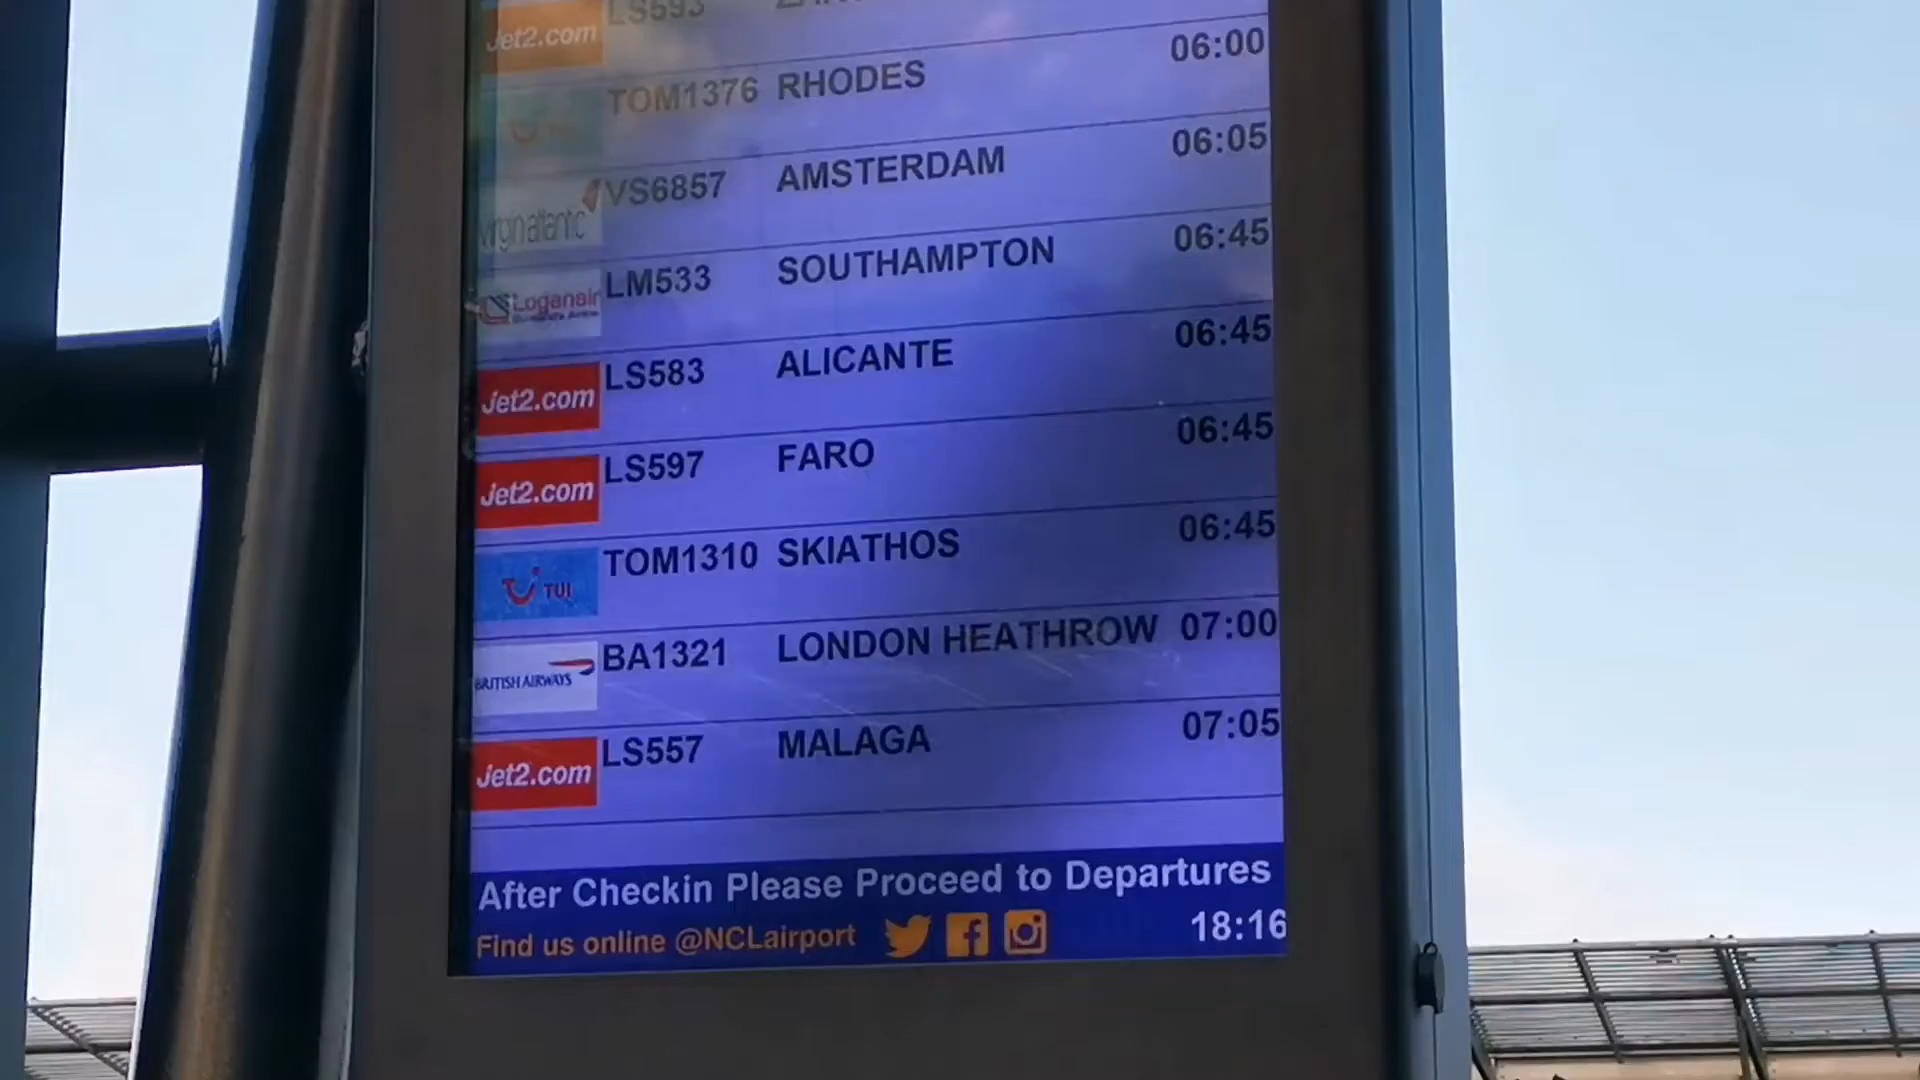 Jet2.com LS593
TOM1376 RHODES 06:00
virgin atlantic VS6857 AMSTERDAM 06:05
Loganair LM533 SOUTHAMPTON 06:45
Jet2.com LS583 ALICANTE 06:45
Jet2.com LS597 FARO 06:45
TUI TOM1310 SKIATHOS 06:45
BRITISH AIRWAYS BA1321 LONDON HEATHROW 07:00
Jet2.com LS557 MALAGA 07:05
After Checkin Please Proceed to Departures
Find us online @NCLairport 18:16